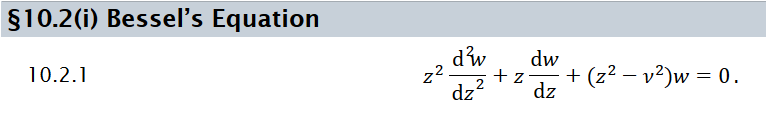 §10.2(i) Bessel’s Equation
10.2.1 z² d²w/dz² + z dw/dz + (z² − ν²)w = 0.